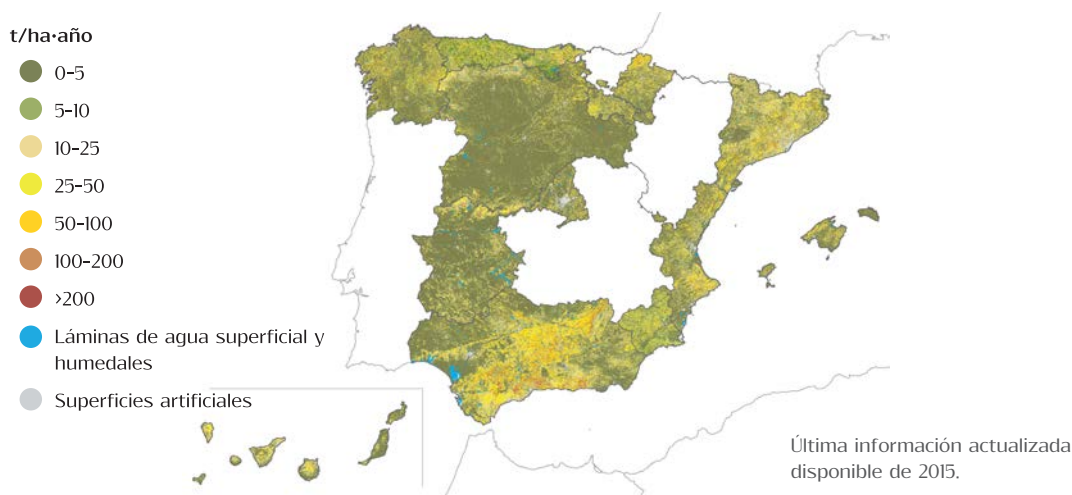 t/ha•año
0-5
5-10
10-25
25-50
50-100
100-200
>200
Láminas de agua superficial y
humedales
Superficies artificiales
Última información actualizada
disponible de 2015.